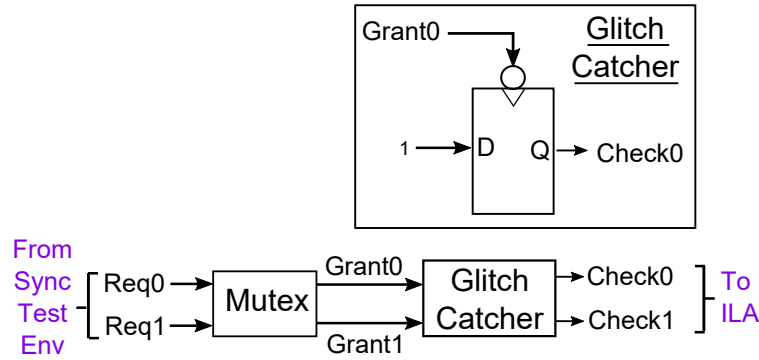 Grant0
Glitch
Catcher
1
D
Q
Check0
From
Sync
Test
Env
Req0
Req1
Mutex
Grant0
Grant1
Glitch
Catcher
Check0
Check1
To
ILA